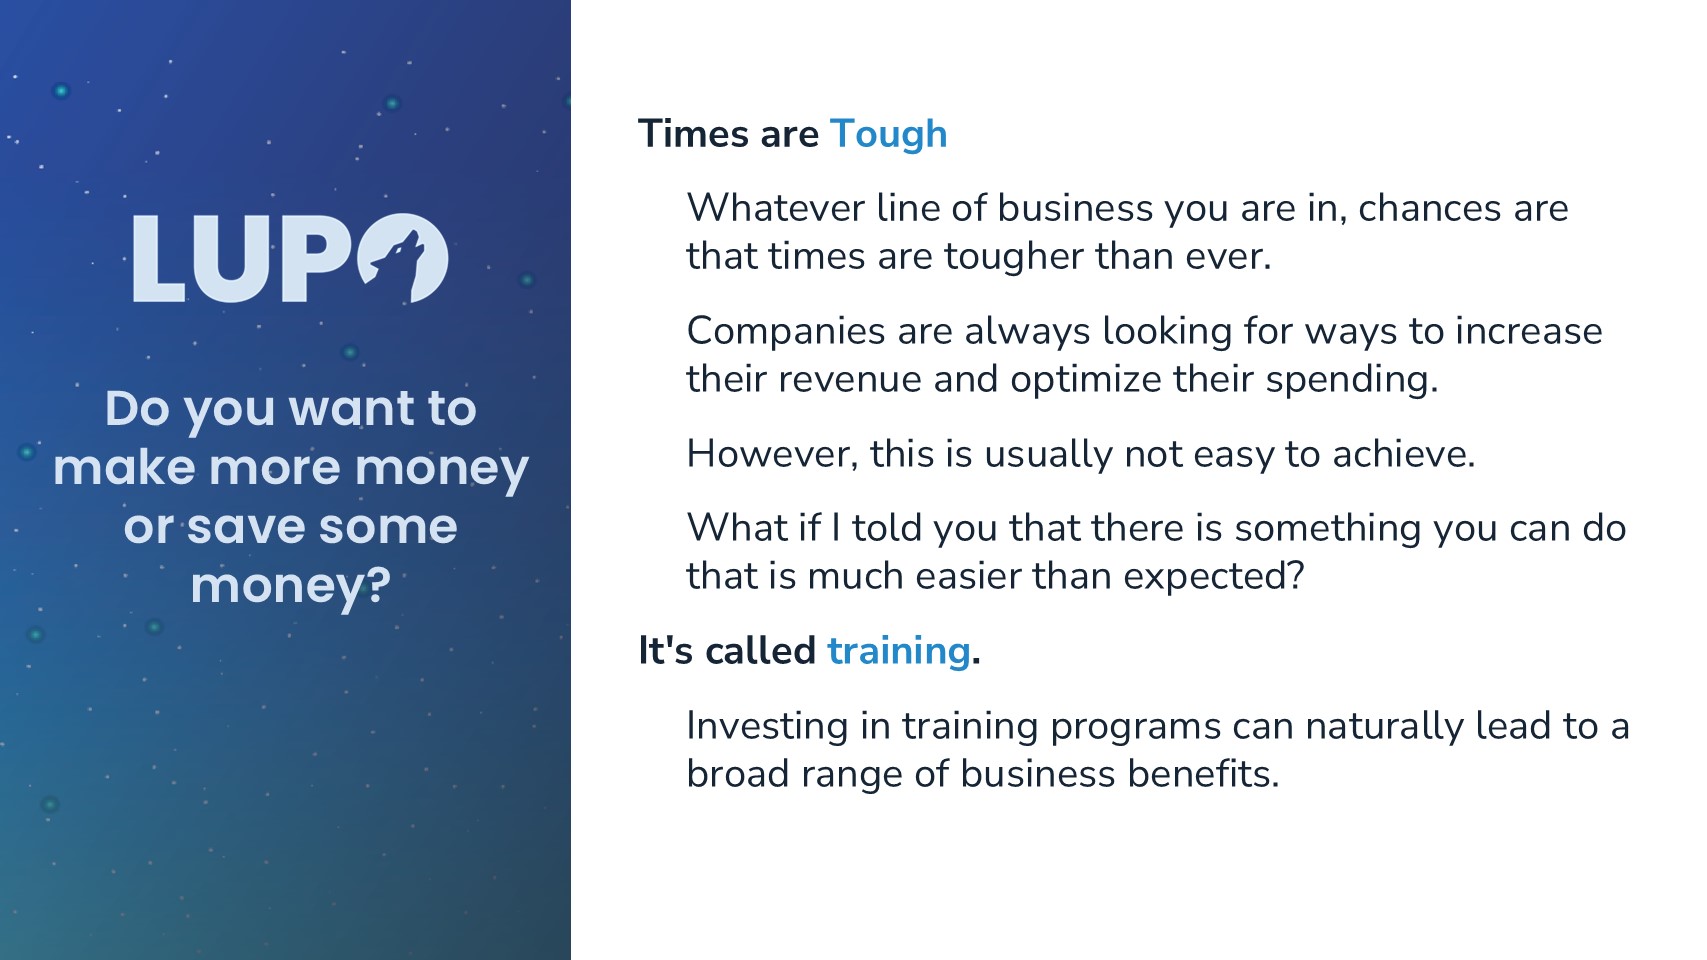 LUPO
Do you want to
make more money
or save some
money?
Times are Tough
Whatever line of business you are in, chances are
that times are tougher than ever.
Companies are always looking for ways to increase
their revenue and optimize their spending.
However, this is usually not easy to achieve.
What if I told you that there is something you can do
that is much easier than expected?
It's called training.
Investing in training programs can naturally lead to a
broad range of business benefits.